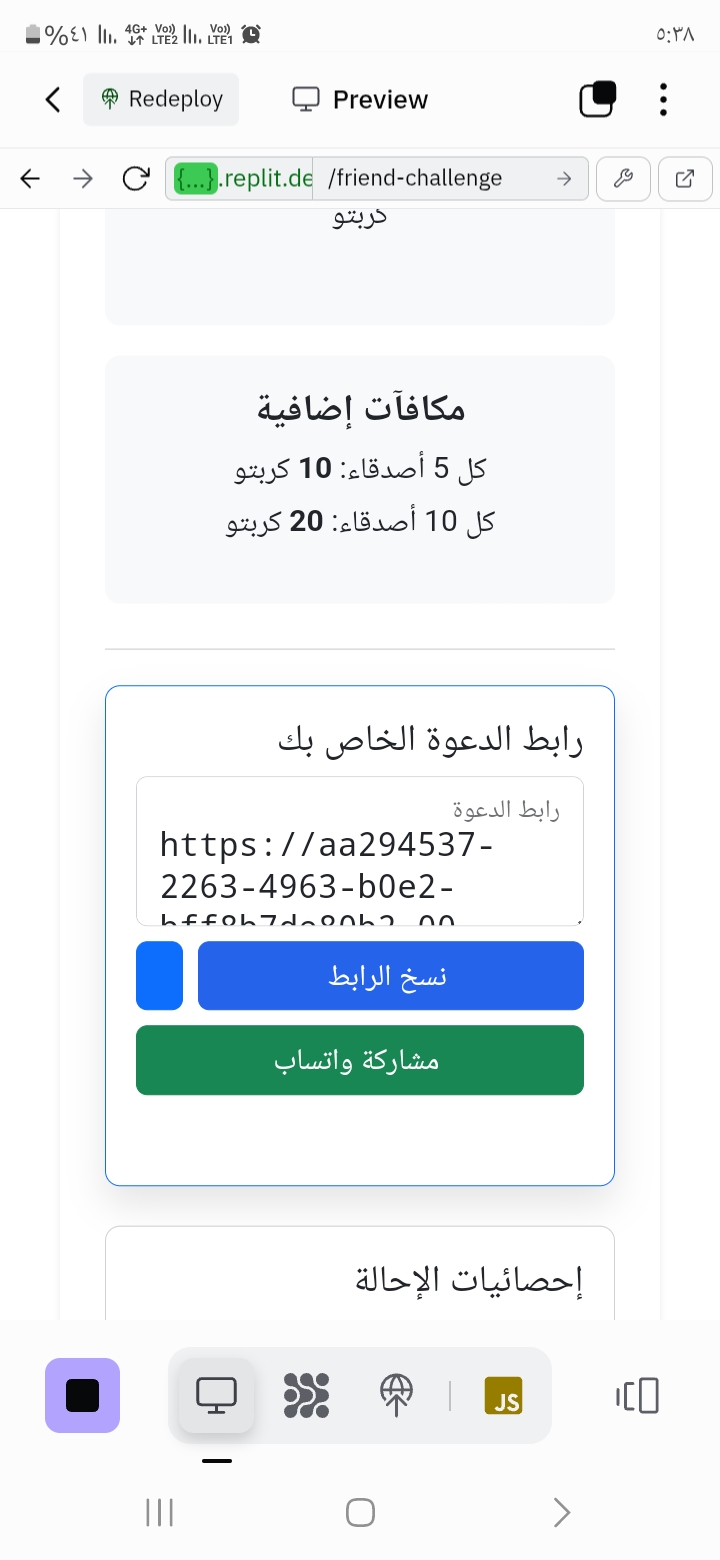 %٤١ 4G+ Vo)) LTE2 Vo)) LTE1 ٥:٣٨
Redeploy Preview
{...}.replit.de /friend-challenge
كربتو
مكافآت إضافية
كل 5 أصدقاء: 10 كربتو
كل 10 أصدقاء: 20 كربتو
رابط الدعوة الخاص بك
رابط الدعوة
https://aa294537-
2263-4963-b0e2-
نسخ الرابط
مشاركة واتساب
إحصائيات الإحالة
JS